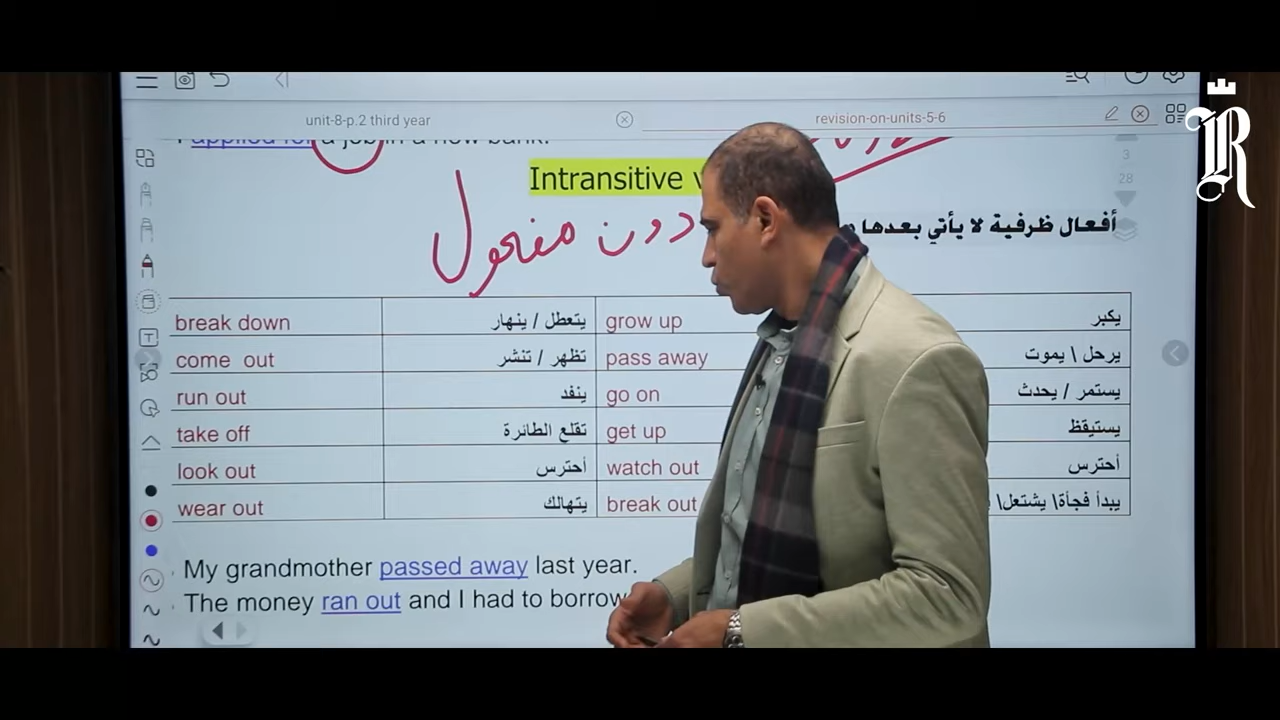 unit-8-p.2 third year
revision-on-units-5-6
applied for a job in a new bank.
3
28
Intransitive
أفعال ظرفية لا يأتي بعدها
دون مفعول
break down يتعطل / ينهار grow up يكبر
come out تظهر / تنشر pass away يرحل \ يموت
run out ينفد go on يستمر / يحدث
take off تقلع الطائرة get up يستيقظ
look out أحترس watch out أحترس
wear out يتهالك break out يبدأ فجأة\ يشتعل\
My grandmother passed away last year.
The money ran out and I had to borrow
R